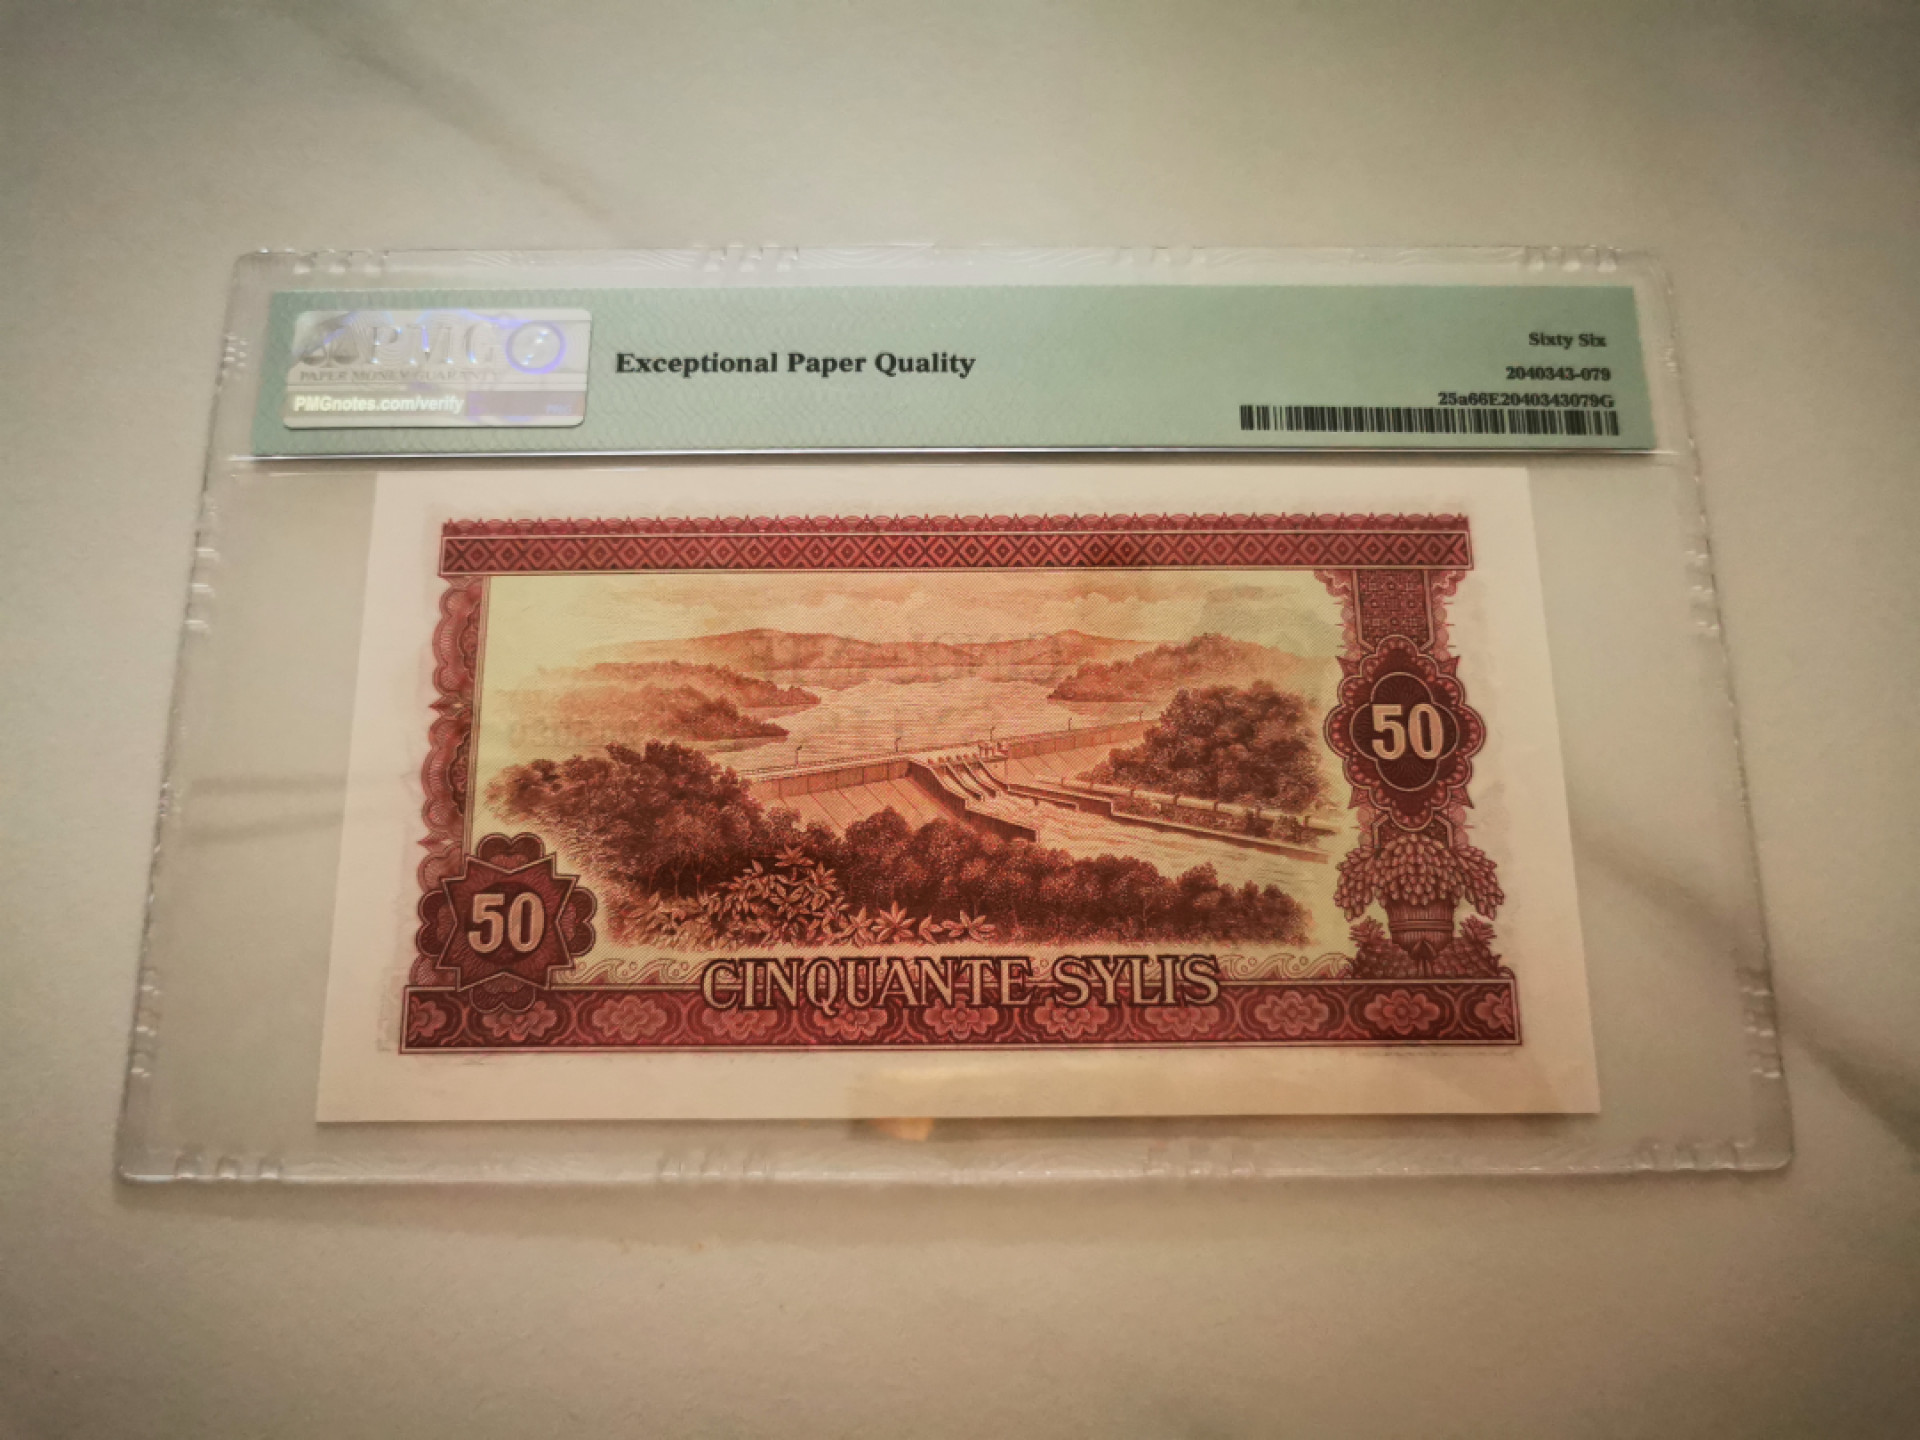 PMG
PAPER MONEY GUARANTY
PMGnotes.com/verify
Exceptional Paper Quality
Sixty Six
2040343-079
25a66E2040343079G
50
50
CINQUANTE SYLIS